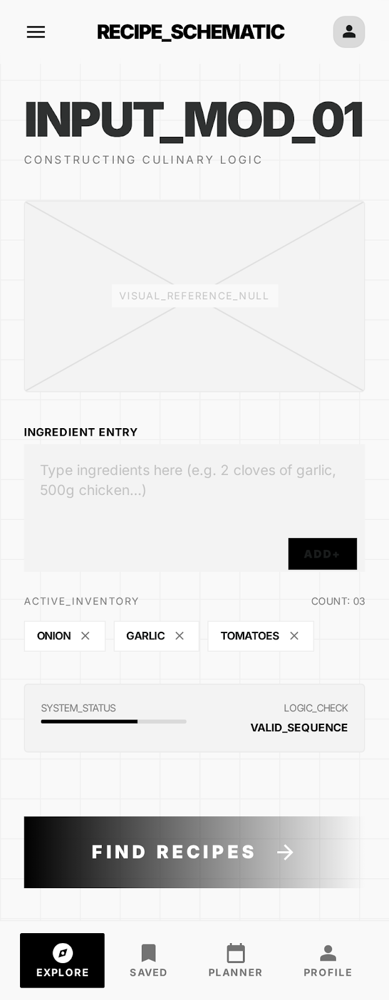 RECIPE_SCHEMATIC
INPUT_MOD_01
CONSTRUCTING CULINARY LOGIC
VISUAL_REFERENCE_NULL
INGREDIENT ENTRY
Type ingredients here (e.g. 2 cloves of garlic,
500g chicken...)
ADD+
ACTIVE_INVENTORY COUNT: 03
ONION GARLIC TOMATOES
SYSTEM_STATUS LOGIC_CHECK
VALID_SEQUENCE
FIND RECIPES
EXPLORE SAVED PLANNER PROFILE